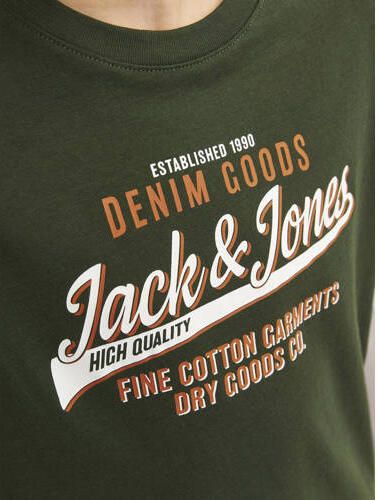 ESTABLISHED 1990
DENIM GOODS
Jack & Jones
HIGH QUALITY
FINE COTTON GARMENTS
DRY GOODS CO.